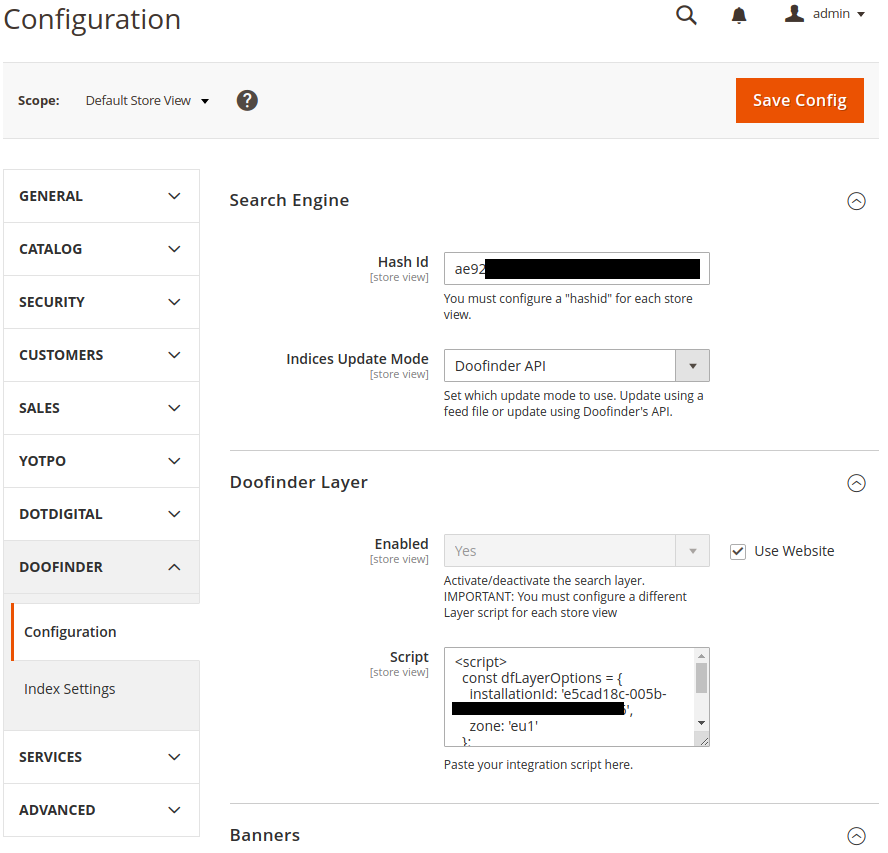 Configuration
admin
Scope: Default Store View ?
Save Config
GENERAL
CATALOG
SECURITY
CUSTOMERS
SALES
YOTPO
DOTDIGITAL
DOOFINDER
Configuration
Index Settings
SERVICES
ADVANCED
Search Engine
Hash Id
[store view]
ae92
You must configure a "hashid" for each store
view.
Indices Update Mode
[store view]
Doofinder API
Set which update mode to use. Update using a
feed file or update using Doofinder's API.
Doofinder Layer
Enabled
[store view]
Yes
Use Website
Activate/deactivate the search layer.
IMPORTANT: You must configure a different
Layer script for each store view
Script
[store view]
<script>
const dfLayerOptions = {
installationId: 'e5cad18c-005b-
',
zone: 'eu1'
};
Paste your integration script here.
Banners